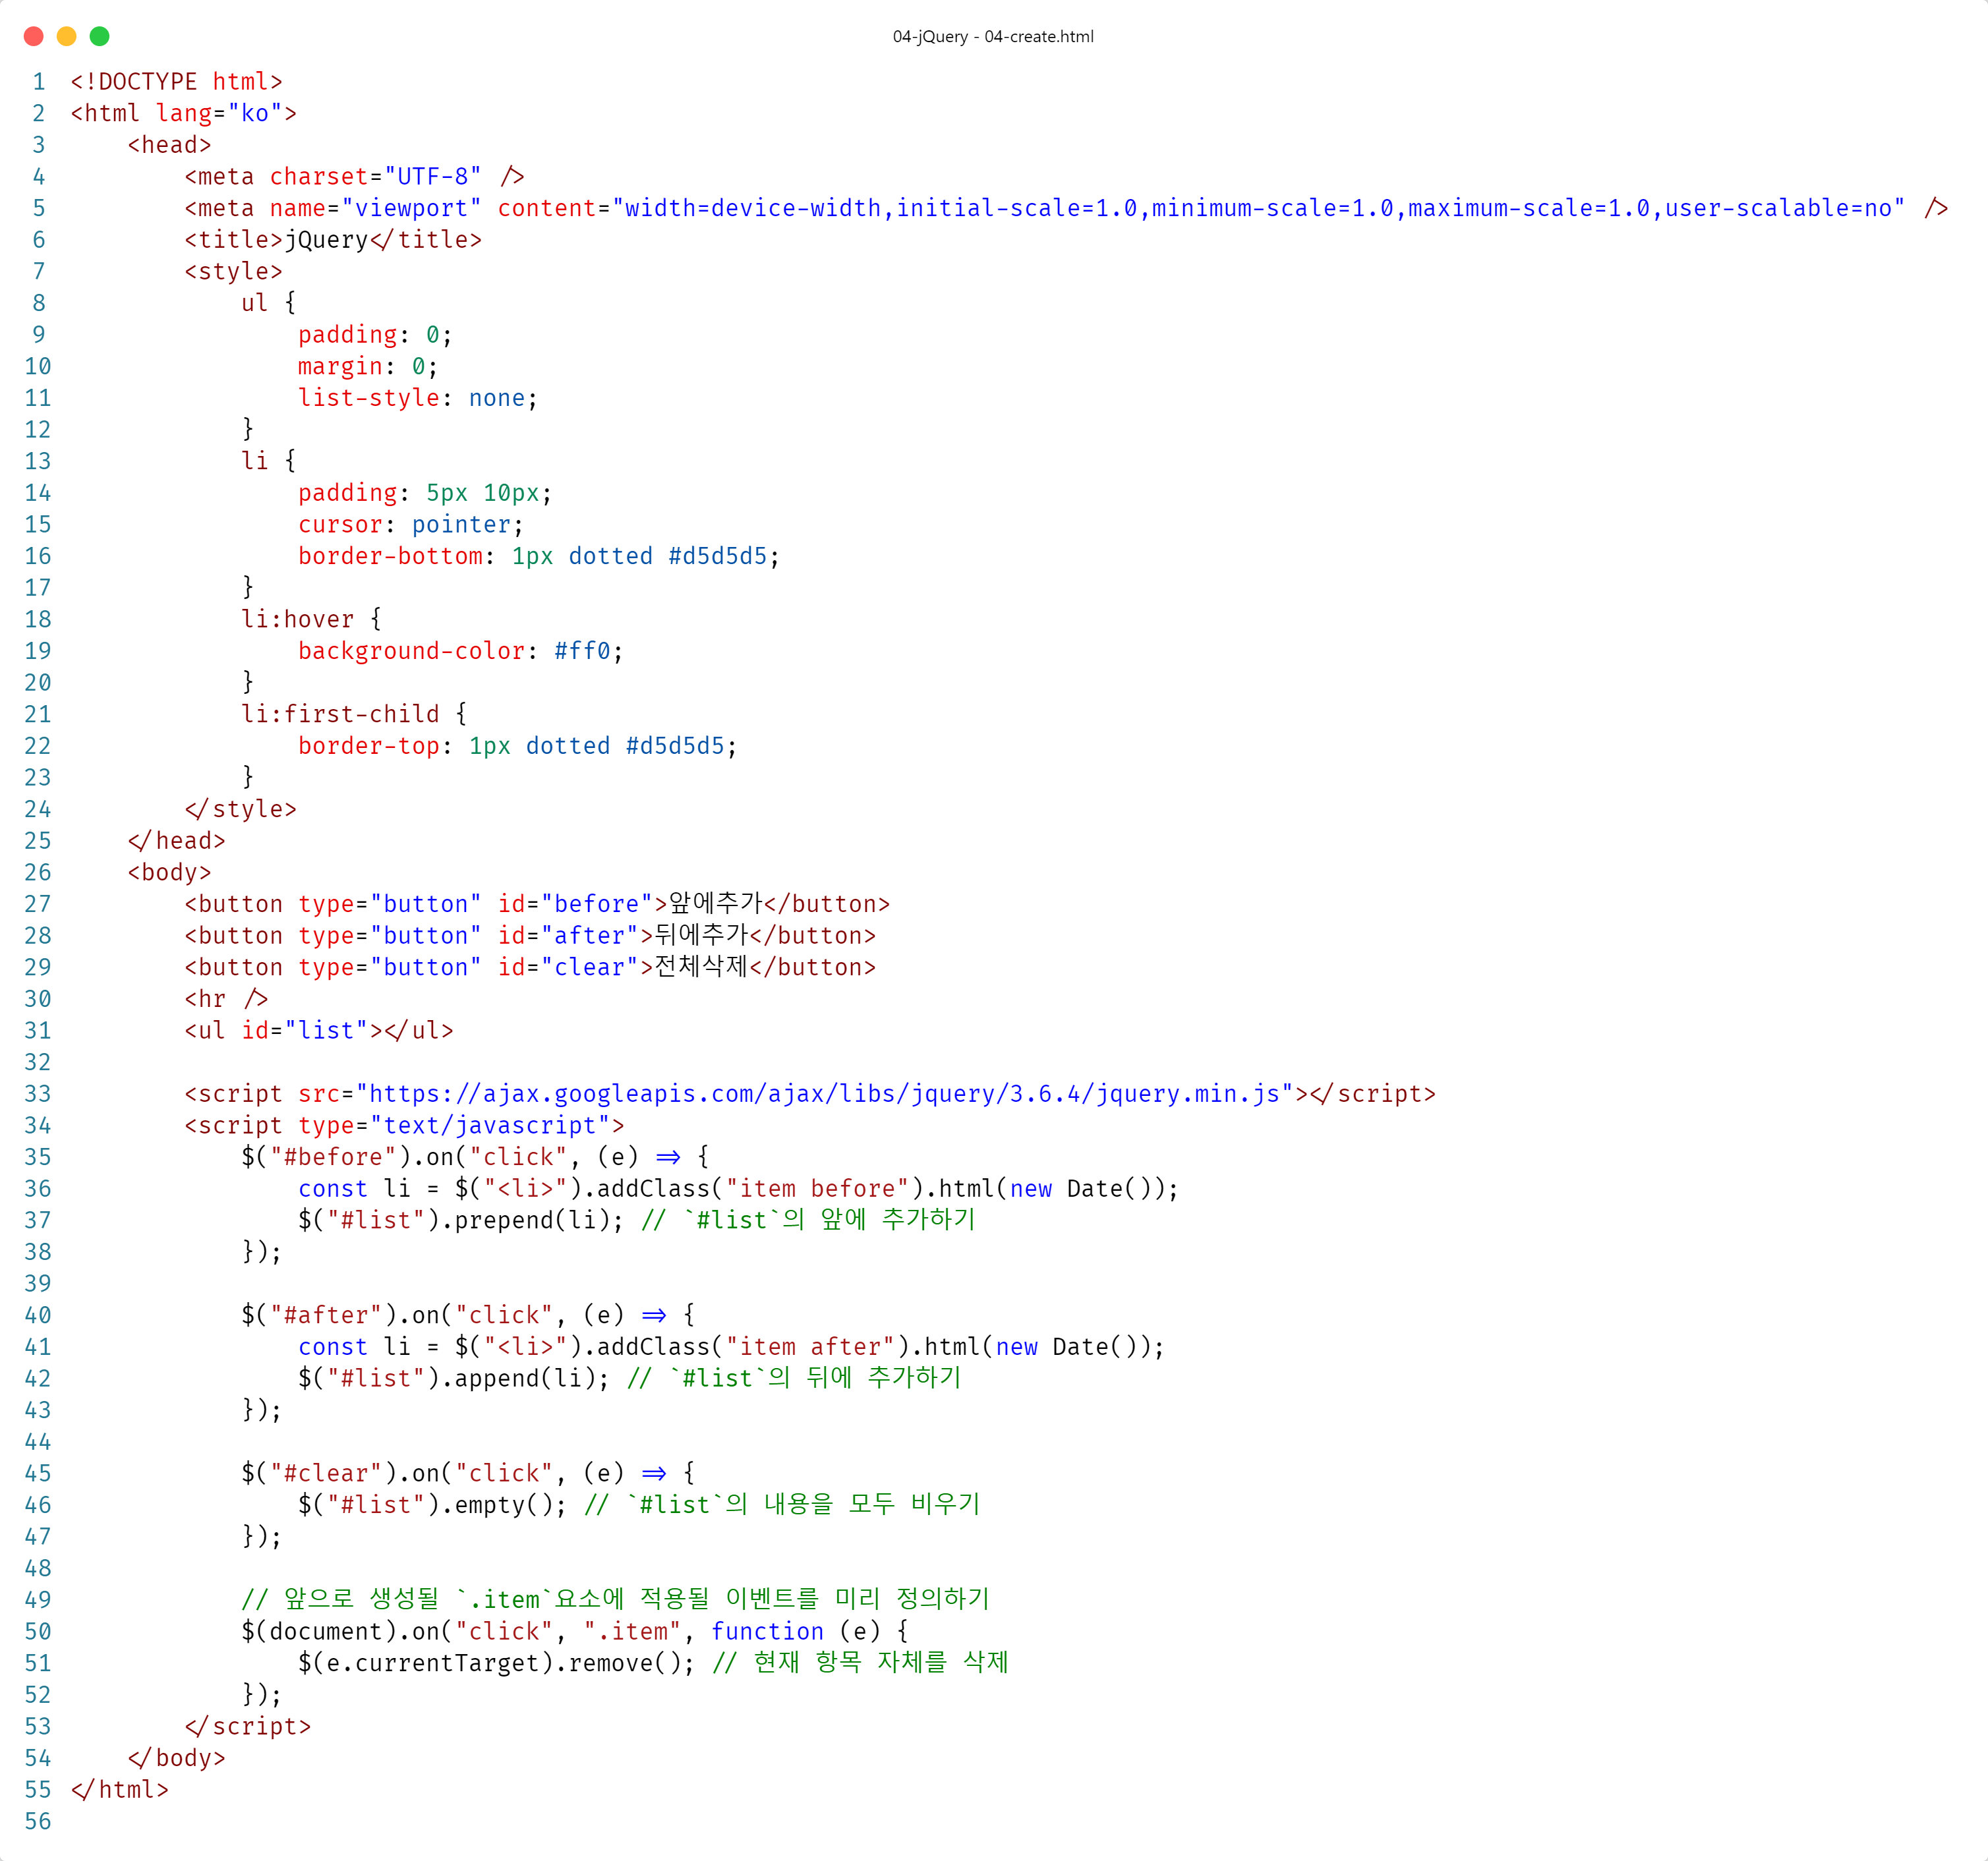 04-jQuery - 04-create.html
1 <!DOCTYPE html>
2 <html lang="ko">
3     <head>
4         <meta charset="UTF-8" />
5         <meta name="viewport" content="width=device-width,initial-scale=1.0,minimum-scale=1.0,maximum-scale=1.0,user-scalable=no" />
6         <title>jQuery</title>
7         <style>
8             ul {
9                 padding: 0;
10                 margin: 0;
11                 list-style: none;
12             }
13             li {
14                 padding: 5px 10px;
15                 cursor: pointer;
16                 border-bottom: 1px dotted #d5d5d5;
17             }
18             li:hover {
19                 background-color: #ff0;
20             }
21             li:first-child {
22                 border-top: 1px dotted #d5d5d5;
23             }
24         </style>
25     </head>
26     <body>
27         <button type="button" id="before">앞에추가</button>
28         <button type="button" id="after">뒤에추가</button>
29         <button type="button" id="clear">전체삭제</button>
30         <hr />
31         <ul id="list"></ul>
32
33         <script src="https://ajax.googleapis.com/ajax/libs/jquery/3.6.4/jquery.min.js"></script>
34         <script type="text/javascript">
35             $("#before").on("click", (e) => {
36                 const li = $("<li>").addClass("item before").html(new Date());
37                 $("#list").prepend(li); // `#list`의 앞에 추가하기
38             });
39
40             $("#after").on("click", (e) => {
41                 const li = $("<li>").addClass("item after").html(new Date());
42                 $("#list").append(li); // `#list`의 뒤에 추가하기
43             });
44
45             $("#clear").on("click", (e) => {
46                 $("#list").empty(); // `#list`의 내용을 모두 비우기
47             });
48
49             // 앞으로 생성될 `.item`요소에 적용될 이벤트를 미리 정의하기
50             $(document).on("click", ".item", function (e) {
51                 $(e.currentTarget).remove(); // 현재 항목 자체를 삭제
52             });
53         </script>
54     </body>
55 </html>
56